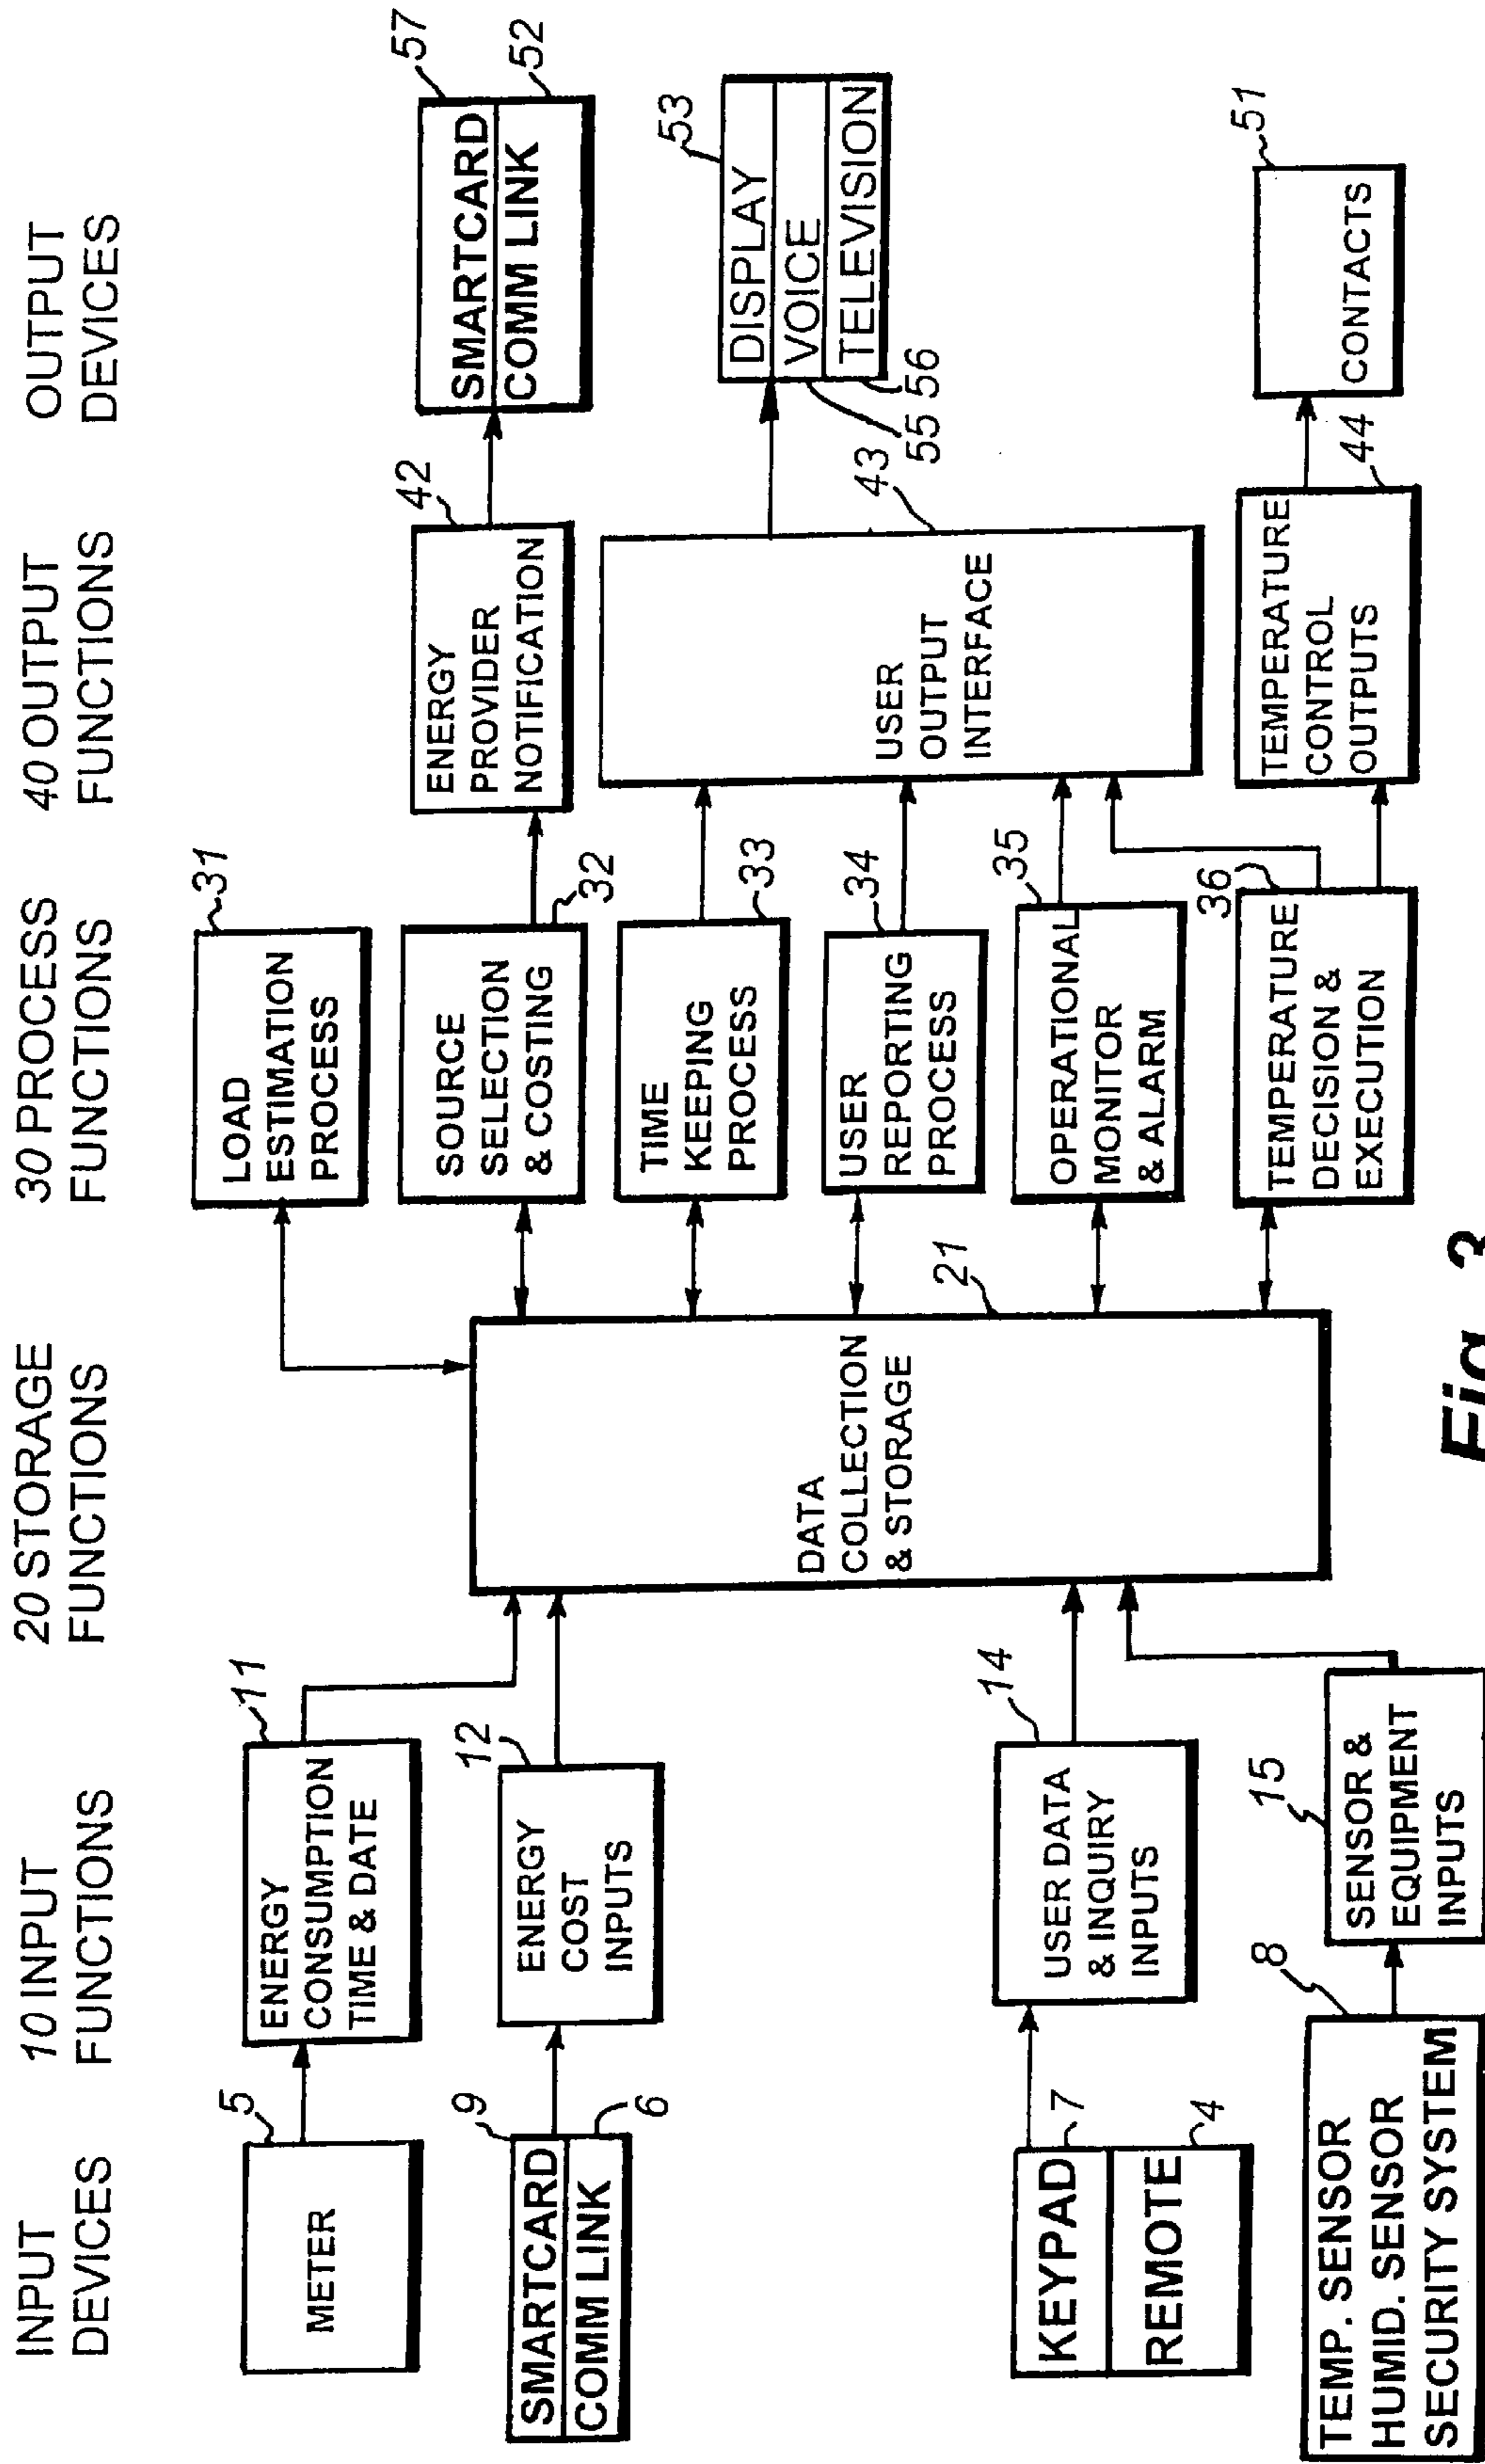 INPUT
DEVICES
10 INPUT
FUNCTIONS
20 STORAGE
FUNCTIONS
30 PROCESS
FUNCTIONS
40 OUTPUT
FUNCTIONS
OUTPUT
DEVICES
5
METER
9
SMARTCARD
COMM LINK
6
KEYPAD
7
REMOTE
4
8
TEMP. SENSOR
HUMID. SENSOR
SECURITY SYSTEM
11
ENERGY
CONSUMPTION
TIME & DATE
12
ENERGY
COST
INPUTS
14
USER DATA
& INQUIRY
INPUTS
15
SENSOR &
EQUIPMENT
INPUTS
21
DATA
COLLECTION
& STORAGE
31
LOAD
ESTIMATION
PROCESS
SOURCE
SELECTION
& COSTING
32
TIME
KEEPING
PROCESS
33
34
USER
REPORTING
PROCESS
35
OPERATIONAL
MONITOR
& ALARM
36
TEMPERATURE
DECISION &
EXECUTION
42
ENERGY
PROVIDER
NOTIFICATION
43
USER
OUTPUT
INTERFACE
TEMPERATURE
CONTROL
OUTPUTS
44
57
SMARTCARD
COMM LINK
52
53
DISPLAY
VOICE
TELEVISION
55
56
51
CONTACTS